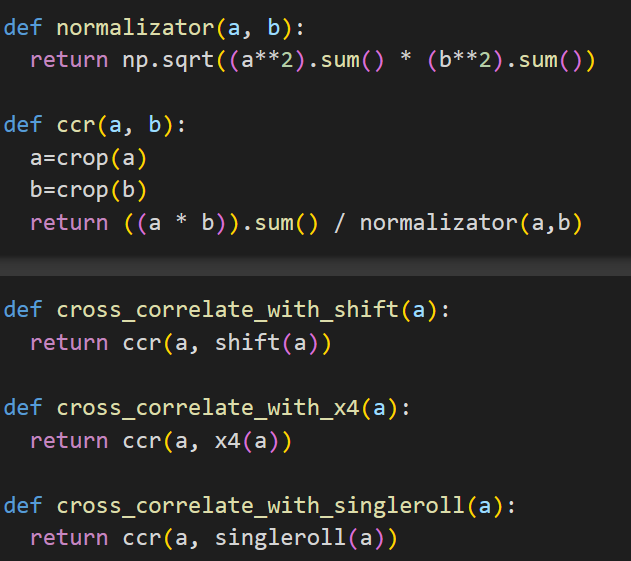 def normalizator(a, b):
  return np.sqrt((a**2).sum() * (b**2).sum())
def ccr(a, b):
  a=crop(a)
  b=crop(b)
  return ((a * b)).sum() / normalizator(a,b)
def cross_correlate_with_shift(a):
  return ccr(a, shift(a))
def cross_correlate_with_x4(a):
  return ccr(a, x4(a))
def cross_correlate_with_singleroll(a):
  return ccr(a, singleroll(a))